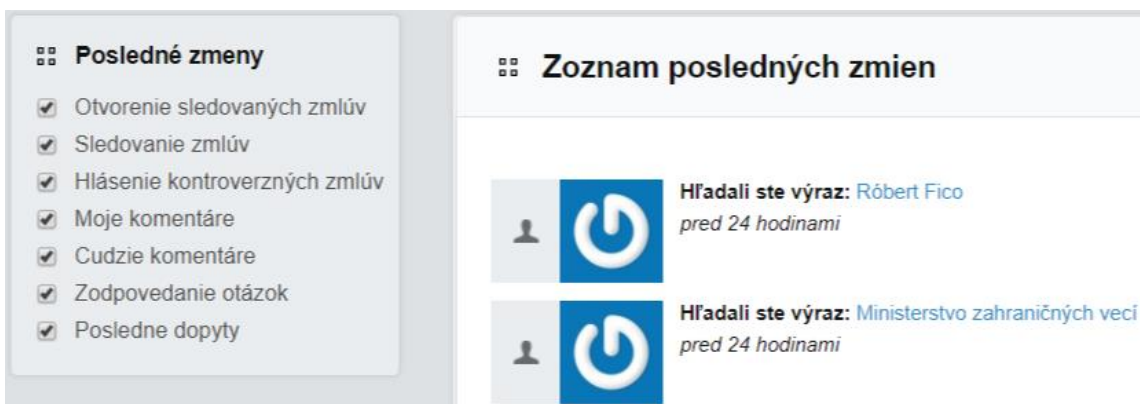 Posledné zmeny
Otvorenie sledovaných zmlúv
Sledovanie zmlúv
Hlásenie kontroverzných zmlúv
Moje komentáre
Cudzie komentáre
Zodpovedanie otázok
Posledne dopyty
Zoznam posledných zmien
Hľadali ste výraz: Róbert Fico
pred 24 hodinami
Hľadali ste výraz: Ministerstvo zahraničných vecí
pred 24 hodinami